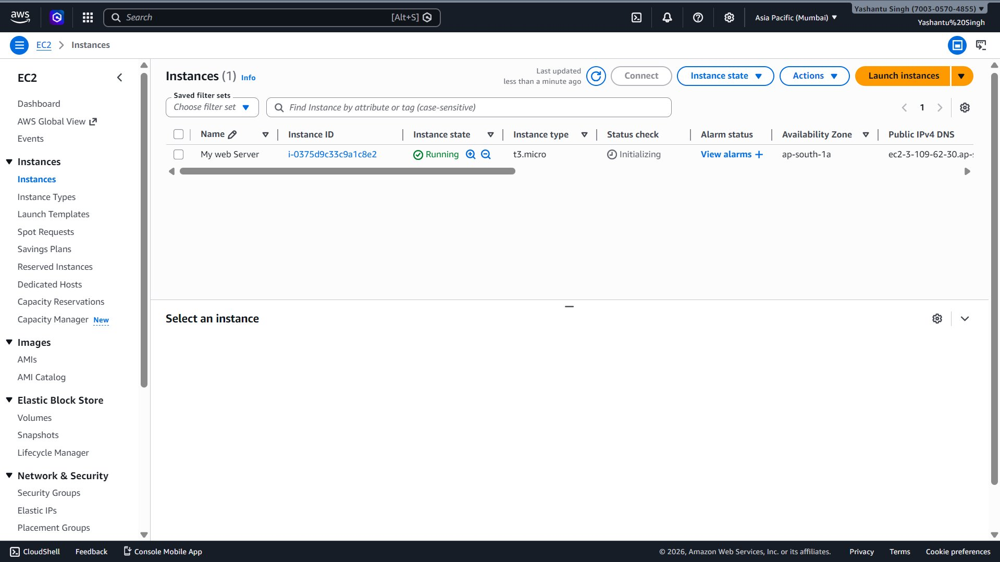 aws
Search [Alt+S]
Asia Pacific (Mumbai)
Yashantu Singh (7003-0570-4855)
Yashantu%20Singh
EC2 Instances
EC2
Dashboard
AWS Global View
Events
Instances
Instances
Instance Types
Launch Templates
Spot Requests
Savings Plans
Reserved Instances
Dedicated Hosts
Capacity Reservations
Capacity Manager New
Images
AMIs
AMI Catalog
Elastic Block Store
Volumes
Snapshots
Lifecycle Manager
Network & Security
Security Groups
Elastic IPs
Placement Groups
Instances (1) Info
Last updated
less than a minute ago
Connect Instance state Actions Launch instances
Saved filter sets
Choose filter set
Find Instance by attribute or tag (case-sensitive)
1
Name Instance ID Instance state Instance type Status check Alarm status Availability Zone Public IPv4 DNS
My web Server i-0375d9c33c9a1c8e2 Running t3.micro Initializing View alarms ap-south-1a ec2-3-109-62-30.ap-s
Select an instance
CloudShell Feedback Console Mobile App © 2026, Amazon Web Services, Inc. or its affiliates. Privacy Terms Cookie preferences